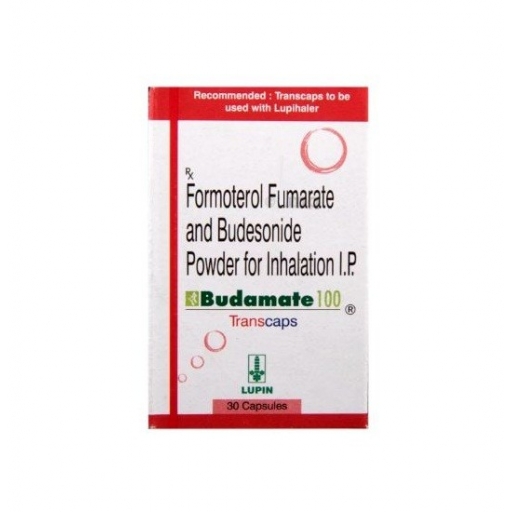 Recommended : Transcaps to be
used with Lupihaler
Rx
Formoterol Fumarate
and Budesonide
Powder for Inhalation I.P.
Budamate 100 ®
Transcaps
LUPIN
30 Capsules